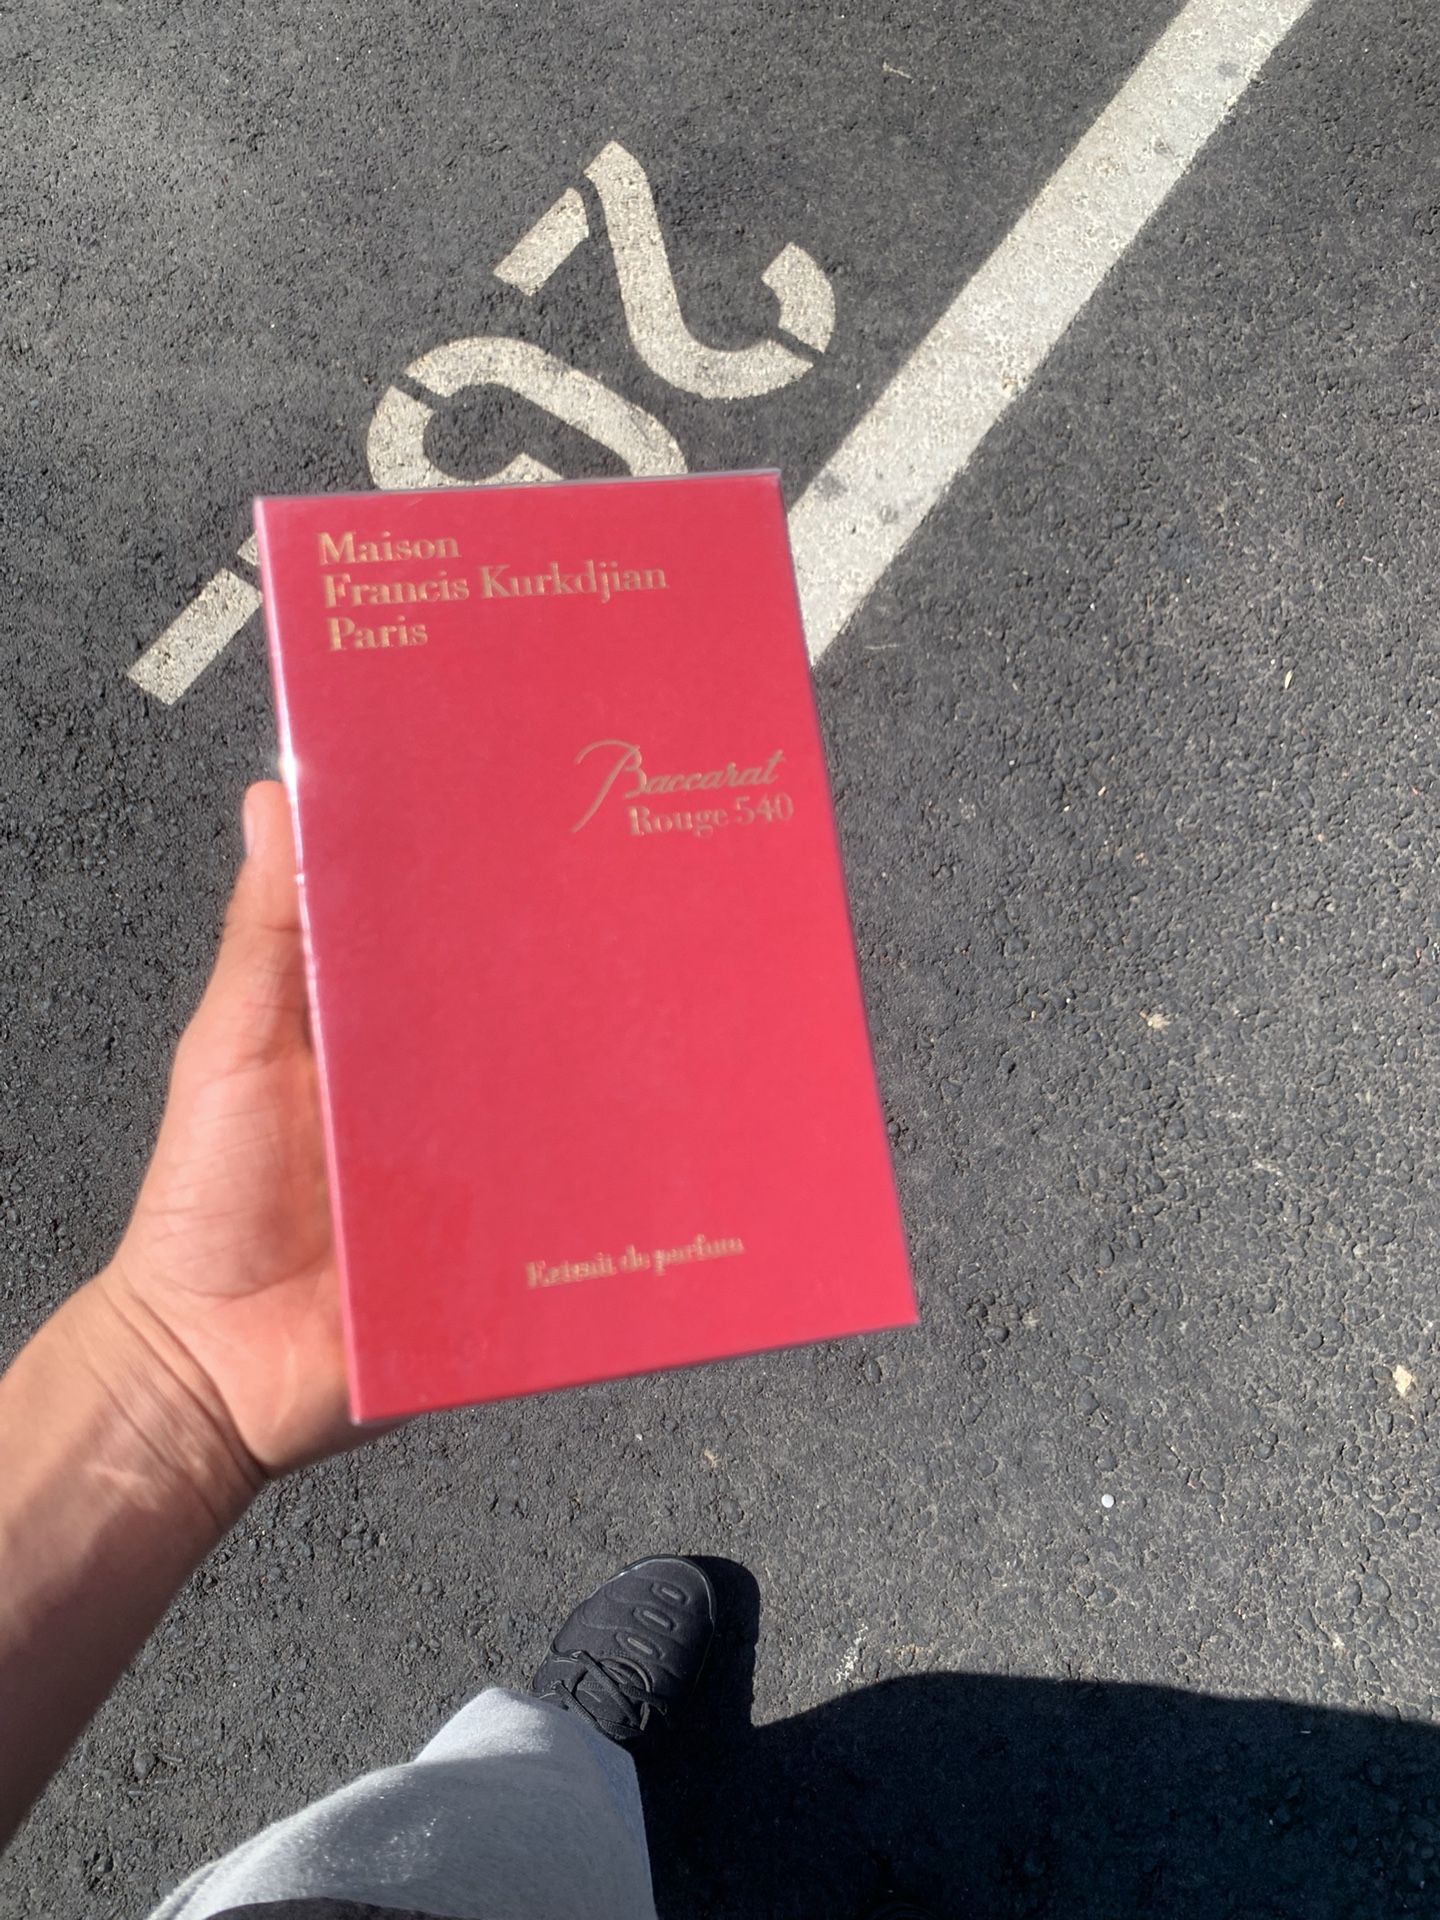 Maison
Francis Kurkdjian
Paris
Baccarat
Rouge 540
Extrait de parfum